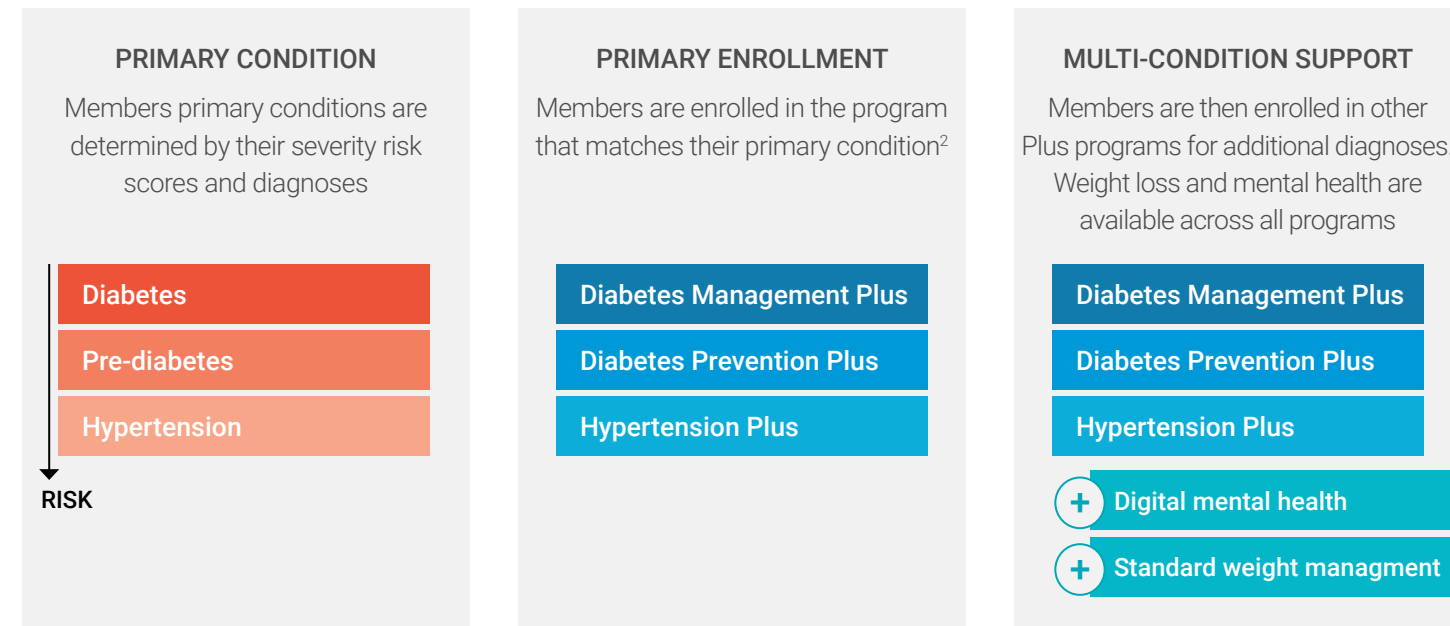 PRIMARY CONDITION
Members primary conditions are
determined by their severity risk
scores and diagnoses
Diabetes
Pre-diabetes
Hypertension
RISK
PRIMARY ENROLLMENT
Members are enrolled in the program
that matches their primary condition²
Diabetes Management Plus
Diabetes Prevention Plus
Hypertension Plus
MULTI-CONDITION SUPPORT
Members are then enrolled in other
Plus programs for additional diagnoses.
Weight loss and mental health are
available across all programs
Diabetes Management Plus
Diabetes Prevention Plus
Hypertension Plus
+ Digital mental health
+ Standard weight managment